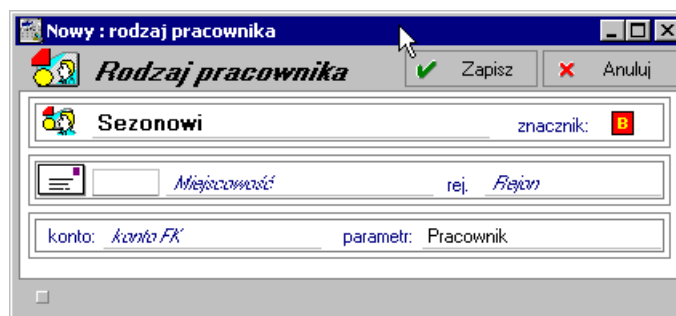 Nowy : rodzaj pracownika
Rodzaj pracownika Zapisz Anuluj
Sezonowi znacznik: B
Miejscowość rej. Rejon
konto: konto FK parametr: Pracownik